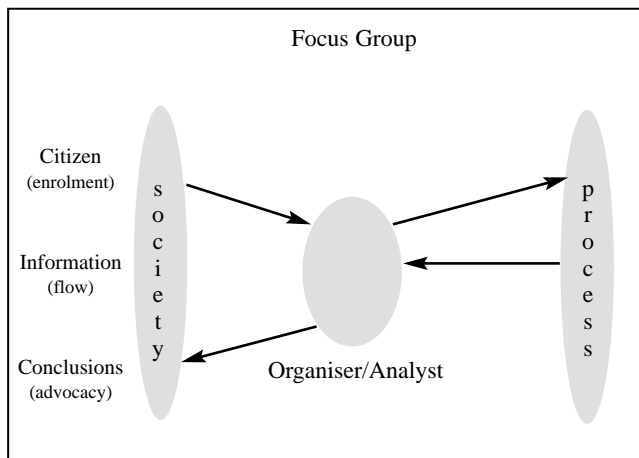 Focus Group
Citizen
(enrolment)
society
Information
(flow)
process
Conclusions
(advocacy)
Organiser/Analyst